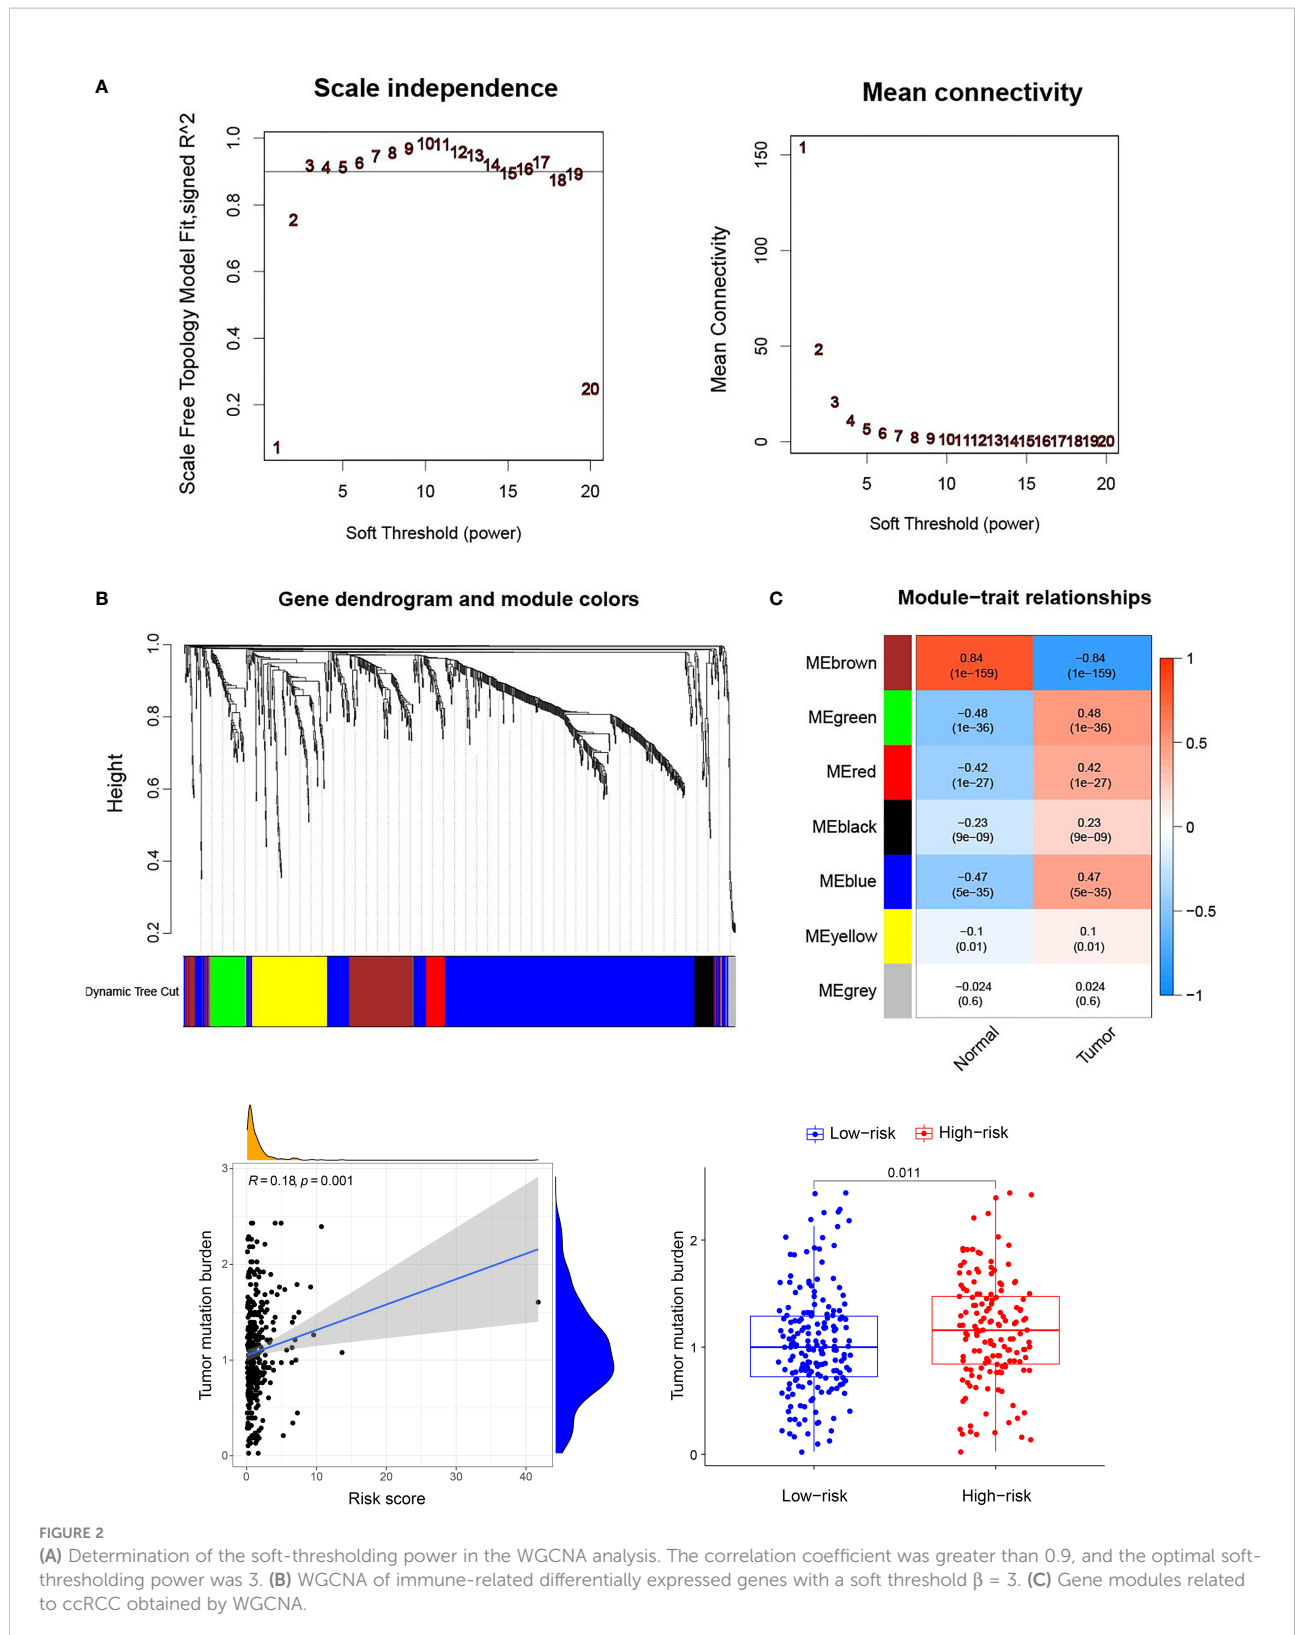 A
Scale independence
Scale Free Topology Model Fit,signed R^2
1.0
0.8
0.6
0.4
0.2
1
2
3
4
5
6
7
8
9
10
11
12
13
14
15
16
17
18
19
20
5
10
15
20
Soft Threshold (power)
Mean connectivity
Mean Connectivity
150
100
50
0
1
2
3
4
5
6
7
8
9
10
11
12
13
14
15
16
17
18
19
20
5
10
15
20
Soft Threshold (power)
B
Gene dendrogram and module colors
Height
1.0
0.8
0.6
0.4
0.2
Dynamic Tree Cut
C
Module−trait relationships
MEbrown
0.84
(1e−159)
−0.84
(1e−159)
MEgreen
−0.48
(1e−36)
0.48
(1e−36)
MEred
−0.42
(1e−27)
0.42
(1e−27)
MEblack
−0.23
(9e−09)
0.23
(9e−09)
MEblue
−0.47
(5e−35)
0.47
(5e−35)
MEyellow
−0.1
(0.01)
0.1
(0.01)
MEgrey
−0.024
(0.6)
0.024
(0.6)
Normal
Tumor
1
0.5
0
−0.5
−1
R = 0.18, p = 0.001
Tumor mutation burden
3
2
1
0
0
10
20
30
40
Risk score
Low−risk
High−risk
0.011
Tumor mutation burden
2
1
0
Low−risk
High−risk
FIGURE 2
(A) Determination of the soft-thresholding power in the WGCNA analysis. The correlation coefficient was greater than 0.9, and the optimal soft-
thresholding power was 3. (B) WGCNA of immune-related differentially expressed genes with a soft threshold β = 3. (C) Gene modules related
to ccRCC obtained by WGCNA.